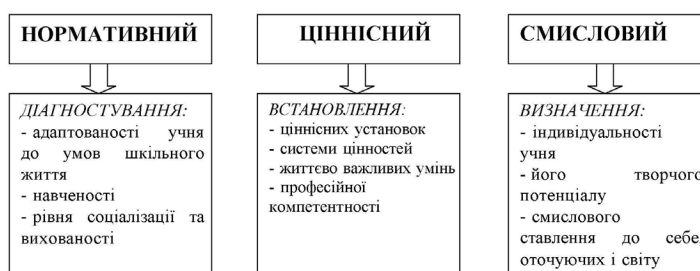 НОРМАТИВНИЙ
ДІАГНОСТУВАННЯ:
- адаптованості учня
до умов шкільного
життя
- навченості
- рівня соціалізації та
вихованості
ЦІННІСНИЙ
ВСТАНОВЛЕННЯ:
- ціннісних установок
- системи цінностей
- життєво важливих умінь
- професійної
компетентності
СМИСЛОВИЙ
ВИЗНАЧЕННЯ:
- індивідуальності
учня
- його творчого
потенціалу
- смислового
ставлення до себе,
оточуючих і світу